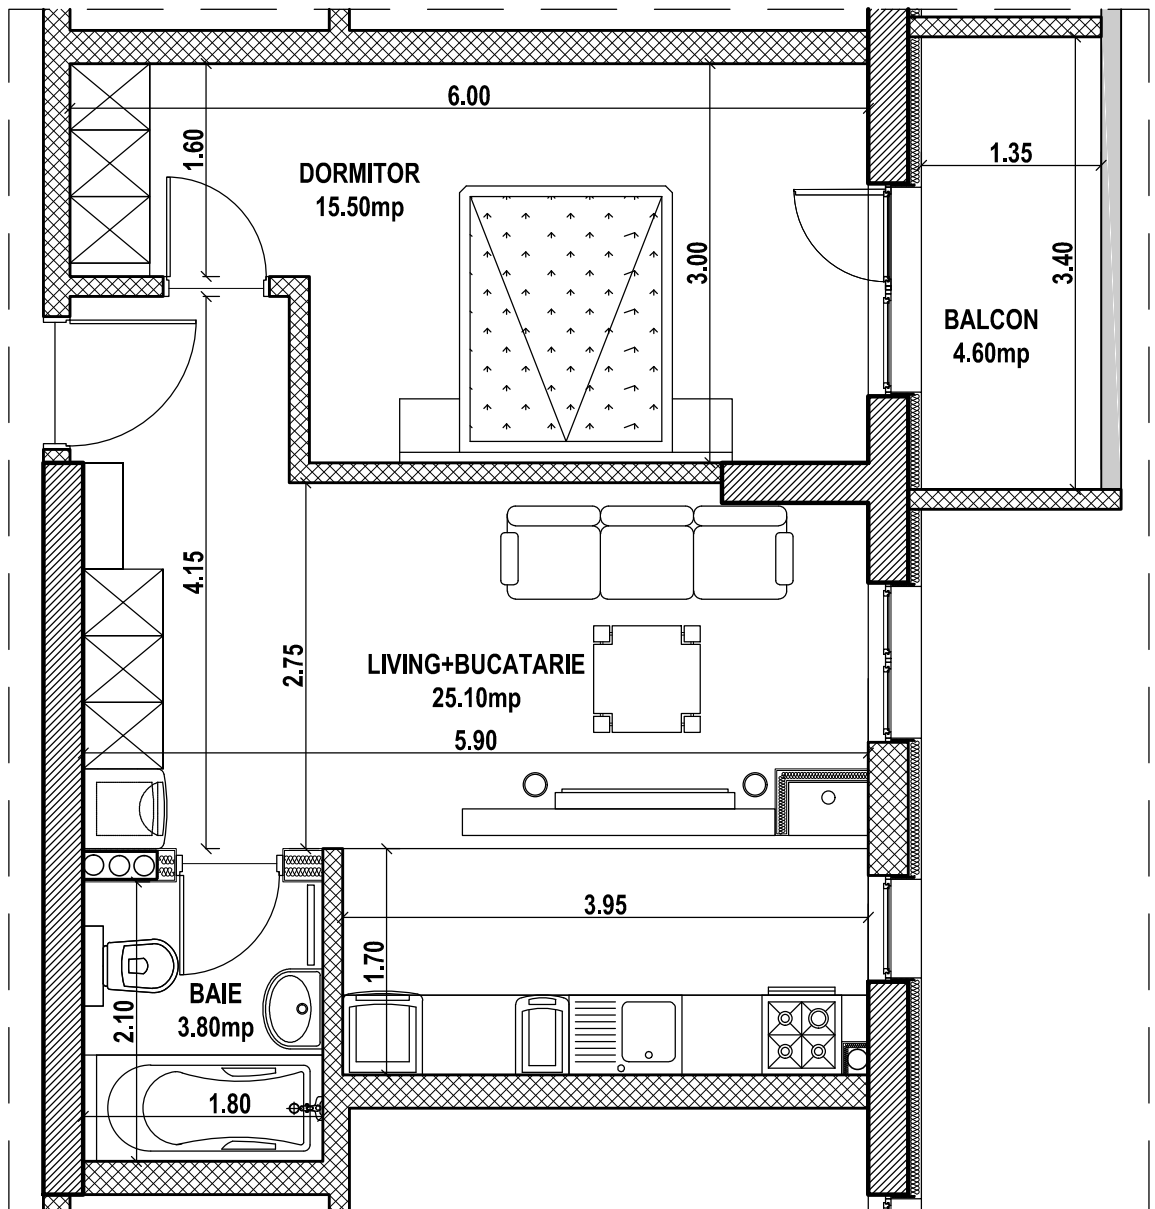 6.00
1.60
DORMITOR
15.50mp
1.35
3.00
3.40
BALCON
4.60mp
4.15
2.75
LIVING+BUCATARIE
25.10mp
5.90
3.95
1.70
BAIE
3.80mp
2.10
1.80